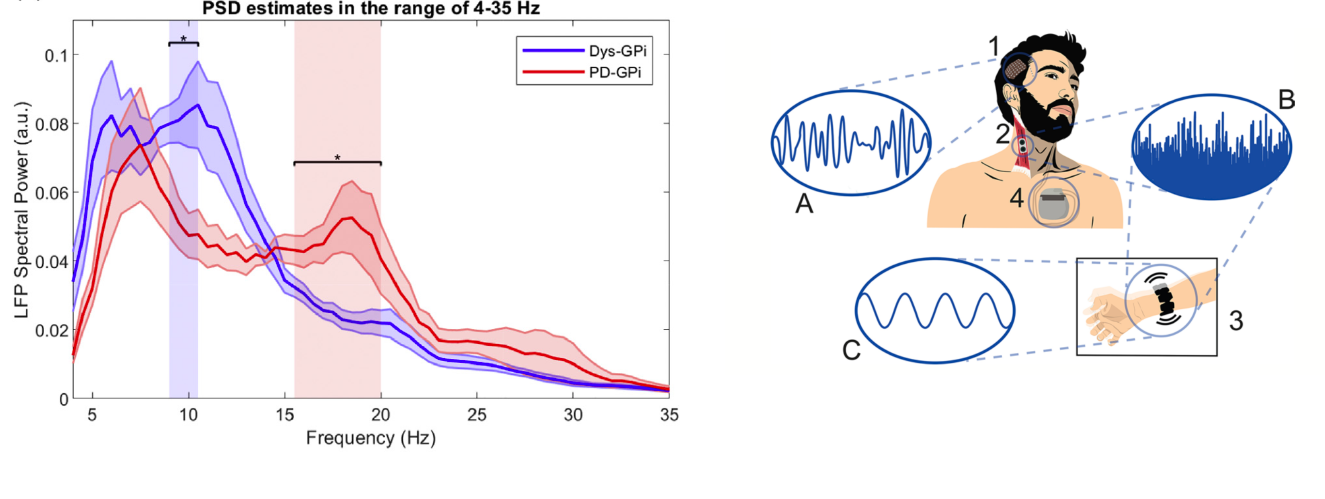 PSD estimates in the range of 4-35 Hz
*
*
Dys-GPi
PD-GPi
LFP Spectral Power (a.u.)
0.1
0.08
0.06
0.04
0.02
0
5 10 15 20 25 30 35
Frequency (Hz)
1
2
4
A
B
C
3